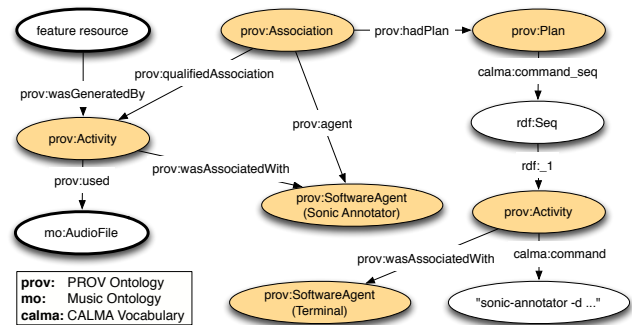 feature resource
prov:Association
prov:hadPlan
prov:Plan
prov:qualifiedAssociation
calma:command_seq
prov:wasGeneratedBy
prov:agent
rdf:Seq
prov:Activity
prov:wasAssociatedWith
rdf:_1
prov:used
prov:SoftwareAgent
(Sonic Annotator)
prov:Activity
mo:AudioFile
prov:wasAssociatedWith
calma:command
prov: PROV Ontology
mo: Music Ontology
calma: CALMA Vocabulary
prov:SoftwareAgent
(Terminal)
"sonic-annotator -d ..."